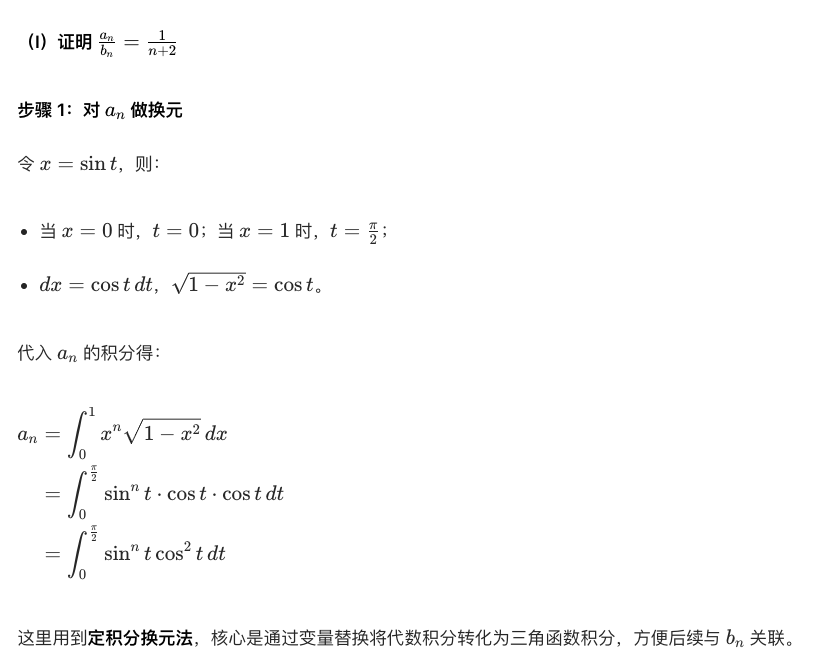 （I）证明 $\frac{a_n}{b_n} = \frac{1}{n+2}$
步骤 1：对 $a_n$ 做换元
令 $x = \sin t$，则：
• 当 $x = 0$ 时，$t = 0$；当 $x = 1$ 时，$t = \frac{\pi}{2}$；
• $dx = \cos t \, dt$，$\sqrt{1 - x^2} = \cos t$。
代入 $a_n$ 的积分得：
$a_n = \int_0^1 x^n \sqrt{1 - x^2} \, dx$
$= \int_0^{\frac{\pi}{2}} \sin^n t \cdot \cos t \cdot \cos t \, dt$
$= \int_0^{\frac{\pi}{2}} \sin^n t \cos^2 t \, dt$
这里用到定积分换元法，核心是通过变量替换将代数积分转化为三角函数积分，方便后续与 $b_n$ 关联。